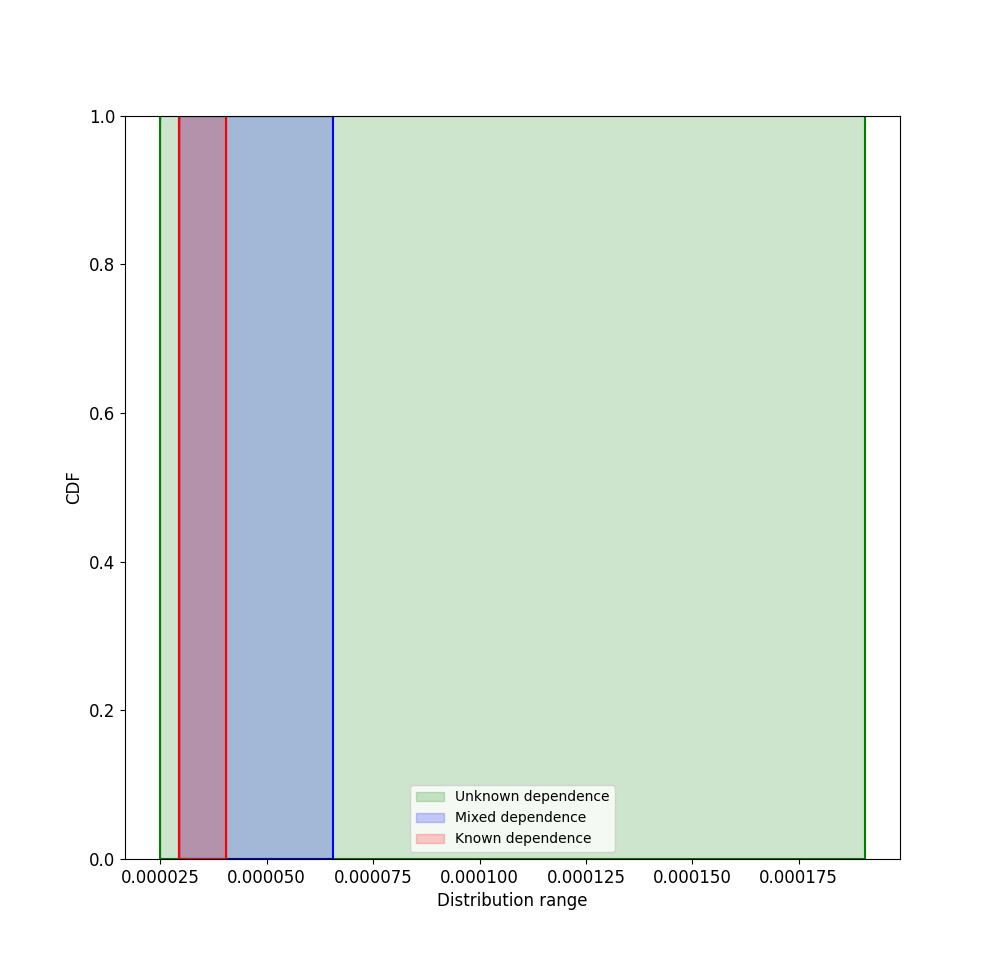 1.0
0.8
0.6
0.4
0.2
0.0
CDF
Unknown dependence
Mixed dependence
Known dependence
0.000025 0.000050 0.000075 0.000100 0.000125 0.000150 0.000175
Distribution range